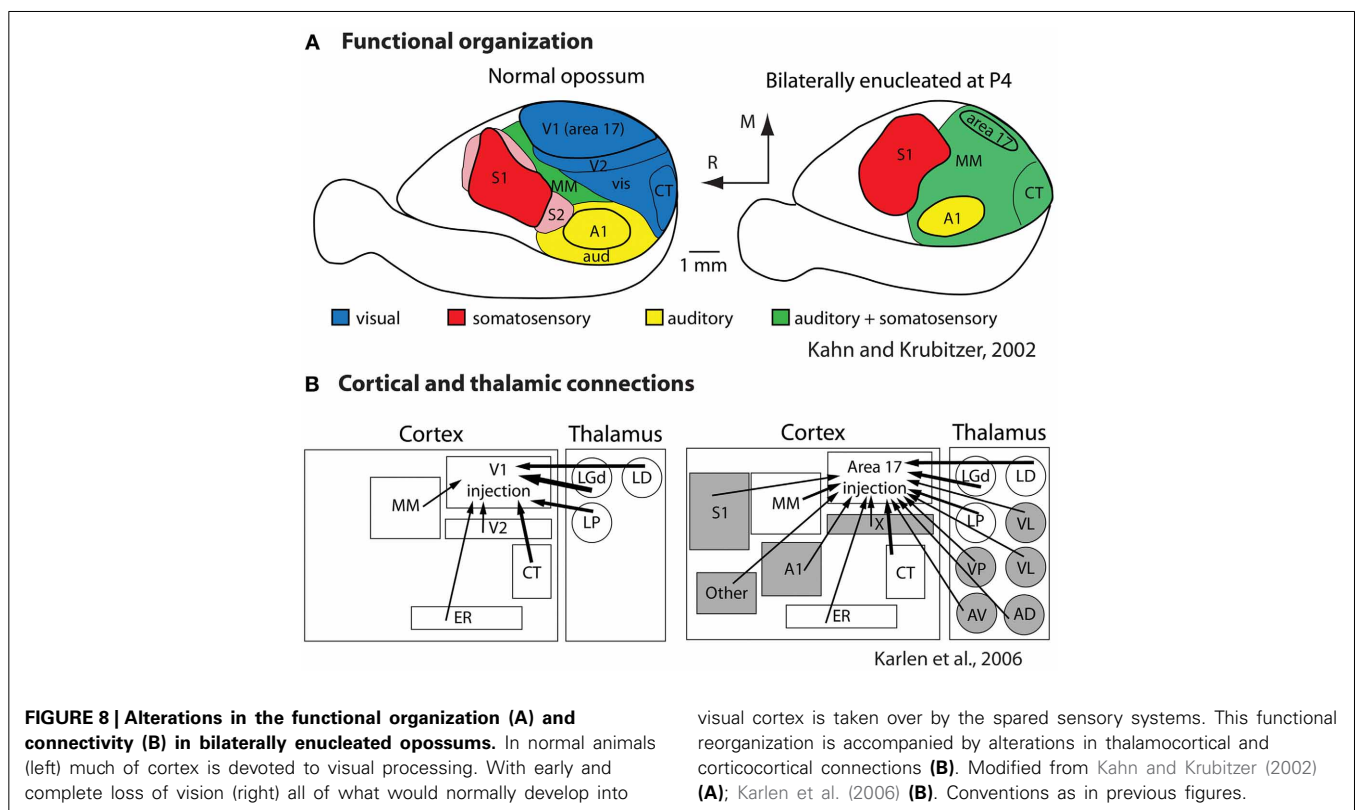 A Functional organization
Normal opossum
Bilaterally enucleated at P4
V1 (area 17)
V2
vis
CT
S1
MM
S2
A1
aud
M
R
1 mm
area 17
S1
MM
CT
A1
visual
somatosensory
auditory
auditory + somatosensory
Kahn and Krubitzer, 2002
B Cortical and thalamic connections
Cortex
Thalamus
V1
injection
LGd
LD
MM
V2
LP
CT
ER
Cortex
Thalamus
Area 17
injection
LGd
LD
S1
MM
X
LP
VL
A1
CT
VP
VL
Other
ER
AV
AD
Karlen et al., 2006
FIGURE 8 | Alterations in the functional organization (A) and
connectivity (B) in bilaterally enucleated opossums. In normal animals
(left) much of cortex is devoted to visual processing. With early and
complete loss of vision (right) all of what would normally develop into
visual cortex is taken over by the spared sensory systems. This functional
reorganization is accompanied by alterations in thalamocortical and
corticocortical connections (B). Modified from Kahn and Krubitzer (2002)
(A); Karlen et al. (2006) (B). Conventions as in previous figures.